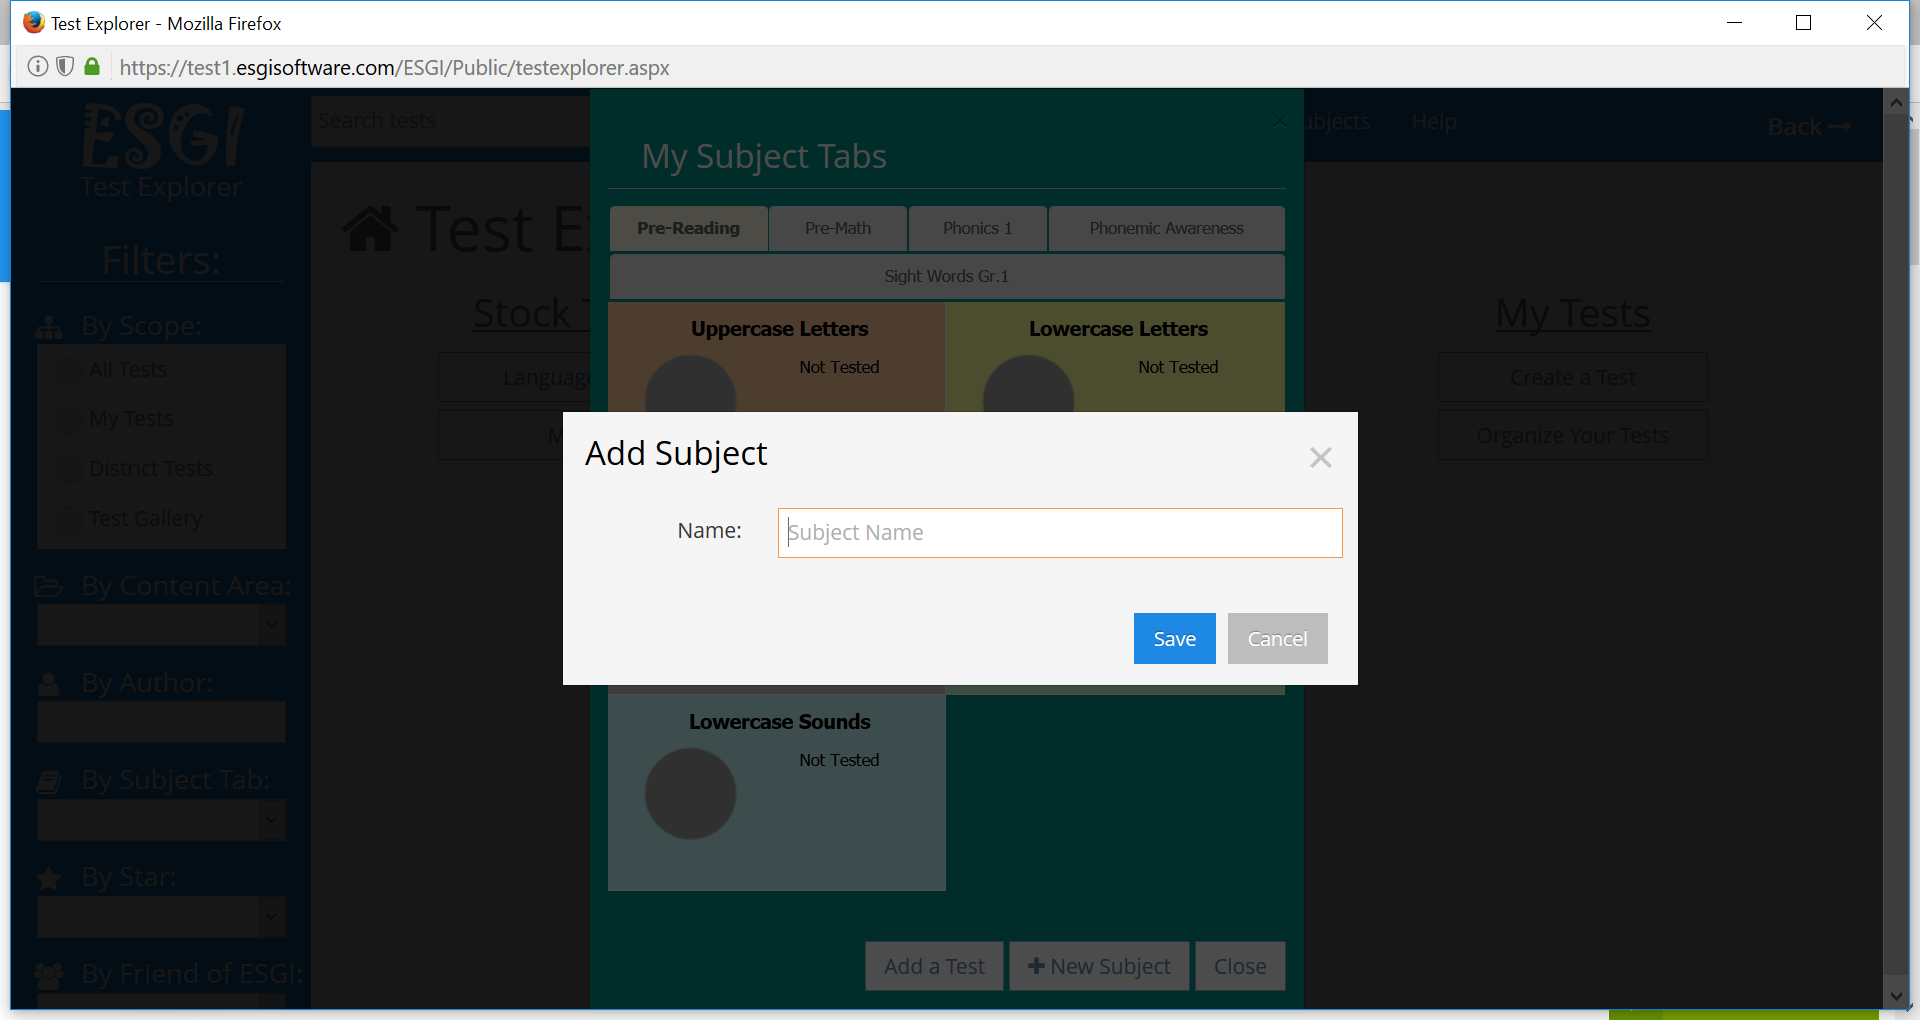 Test Explorer - Mozilla Firefox
https://test1.esgisoftware.com/ESGI/Public/testexplorer.aspx
ESGI
Test Explorer
Search tests
ubjects
Help
Back
My Subject Tabs
Test E
Pre-Reading
Pre-Math
Phonics 1
Phonemic Awareness
Sight Words Gr.1
Filters:
By Scope:
All Tests
My Tests
District Tests
Test Gallery
By Content Area:
By Author:
By Subject Tab:
By Star:
By Friend of ESGI:
Stock T
Language
M
Uppercase Letters
Not Tested
Lowercase Letters
Not Tested
My Tests
Create a Test
Organize Your Tests
Add Subject
Name:
Subject Name
Save
Cancel
Lowercase Sounds
Not Tested
Add a Test
New Subject
Close